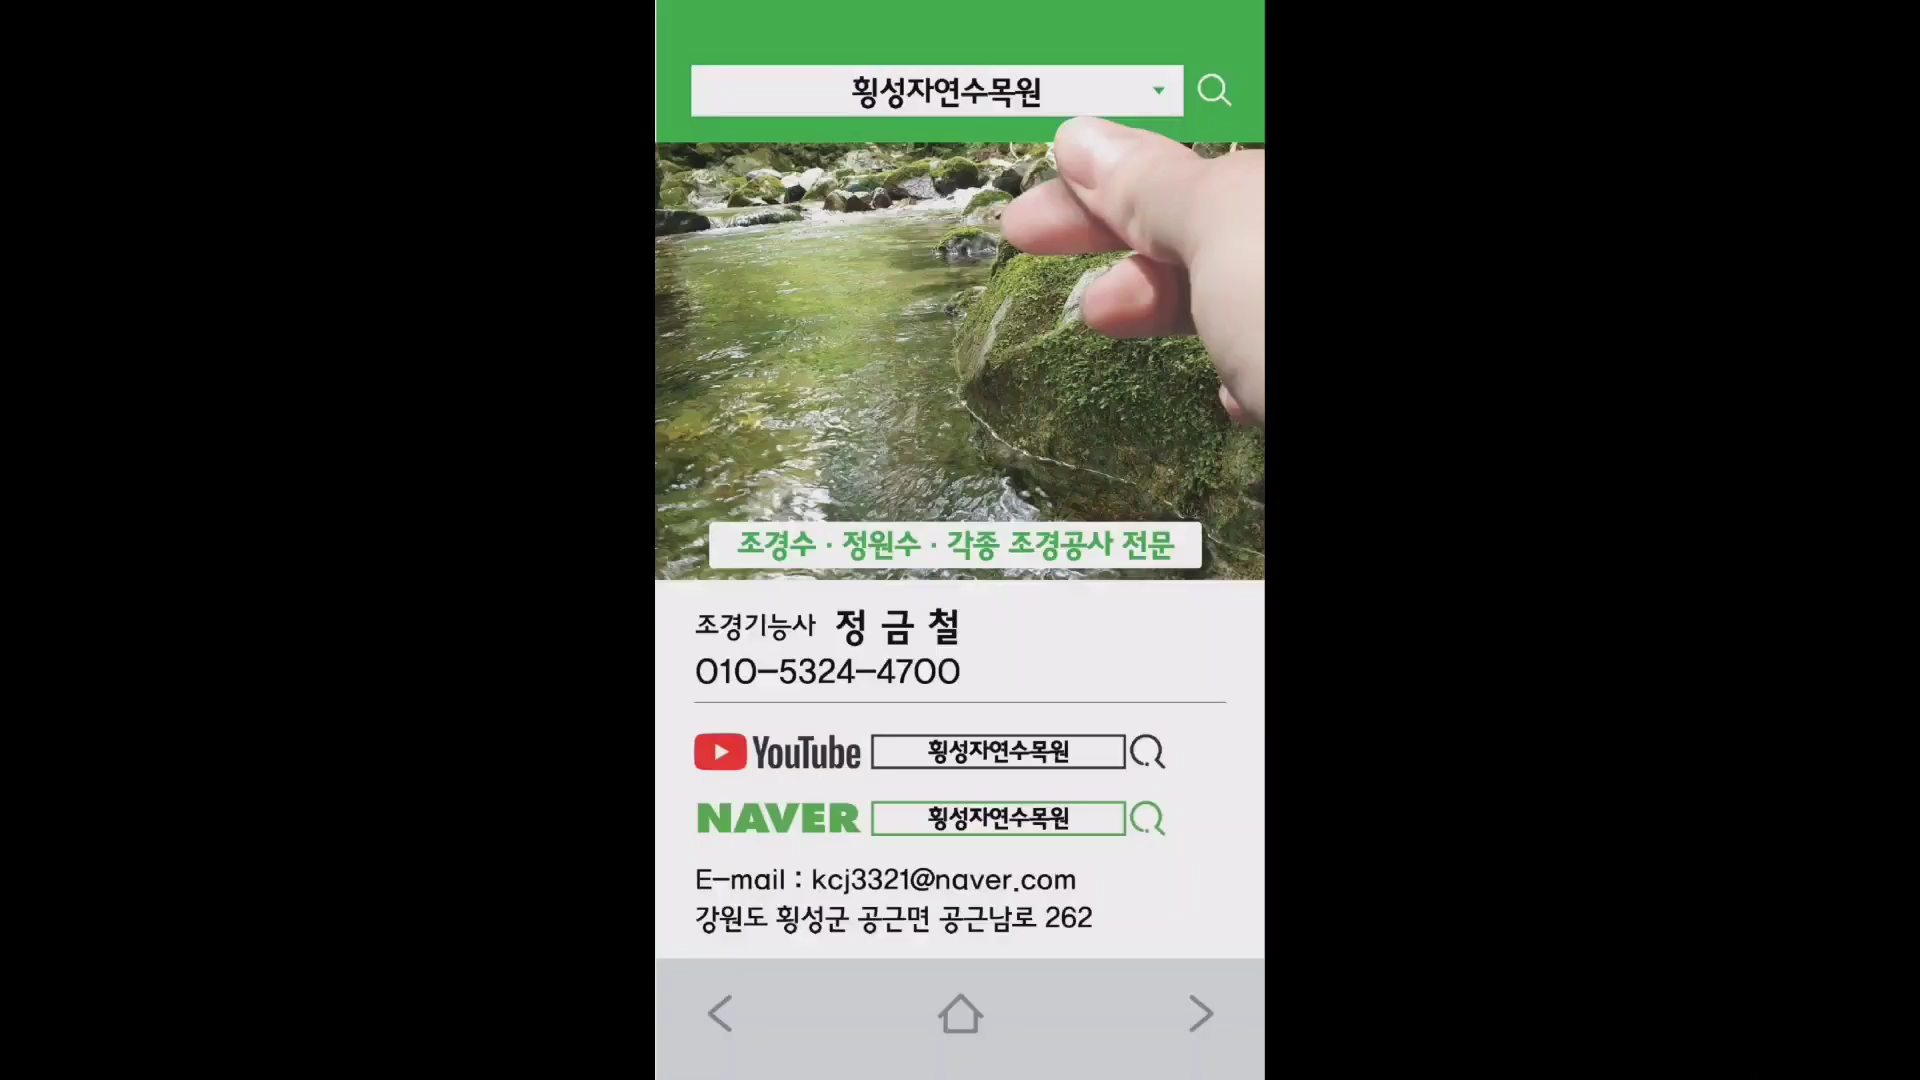 횡성자연수목원
조경수 · 정원수 · 각종 조경공사 전문
조경기능사 정 금 철
010-5324-4700
YouTube 횡성자연수목원
NAVER 횡성자연수목원
E-mail : kcj3321@naver.com
강원도 횡성군 공근면 공근남로 262